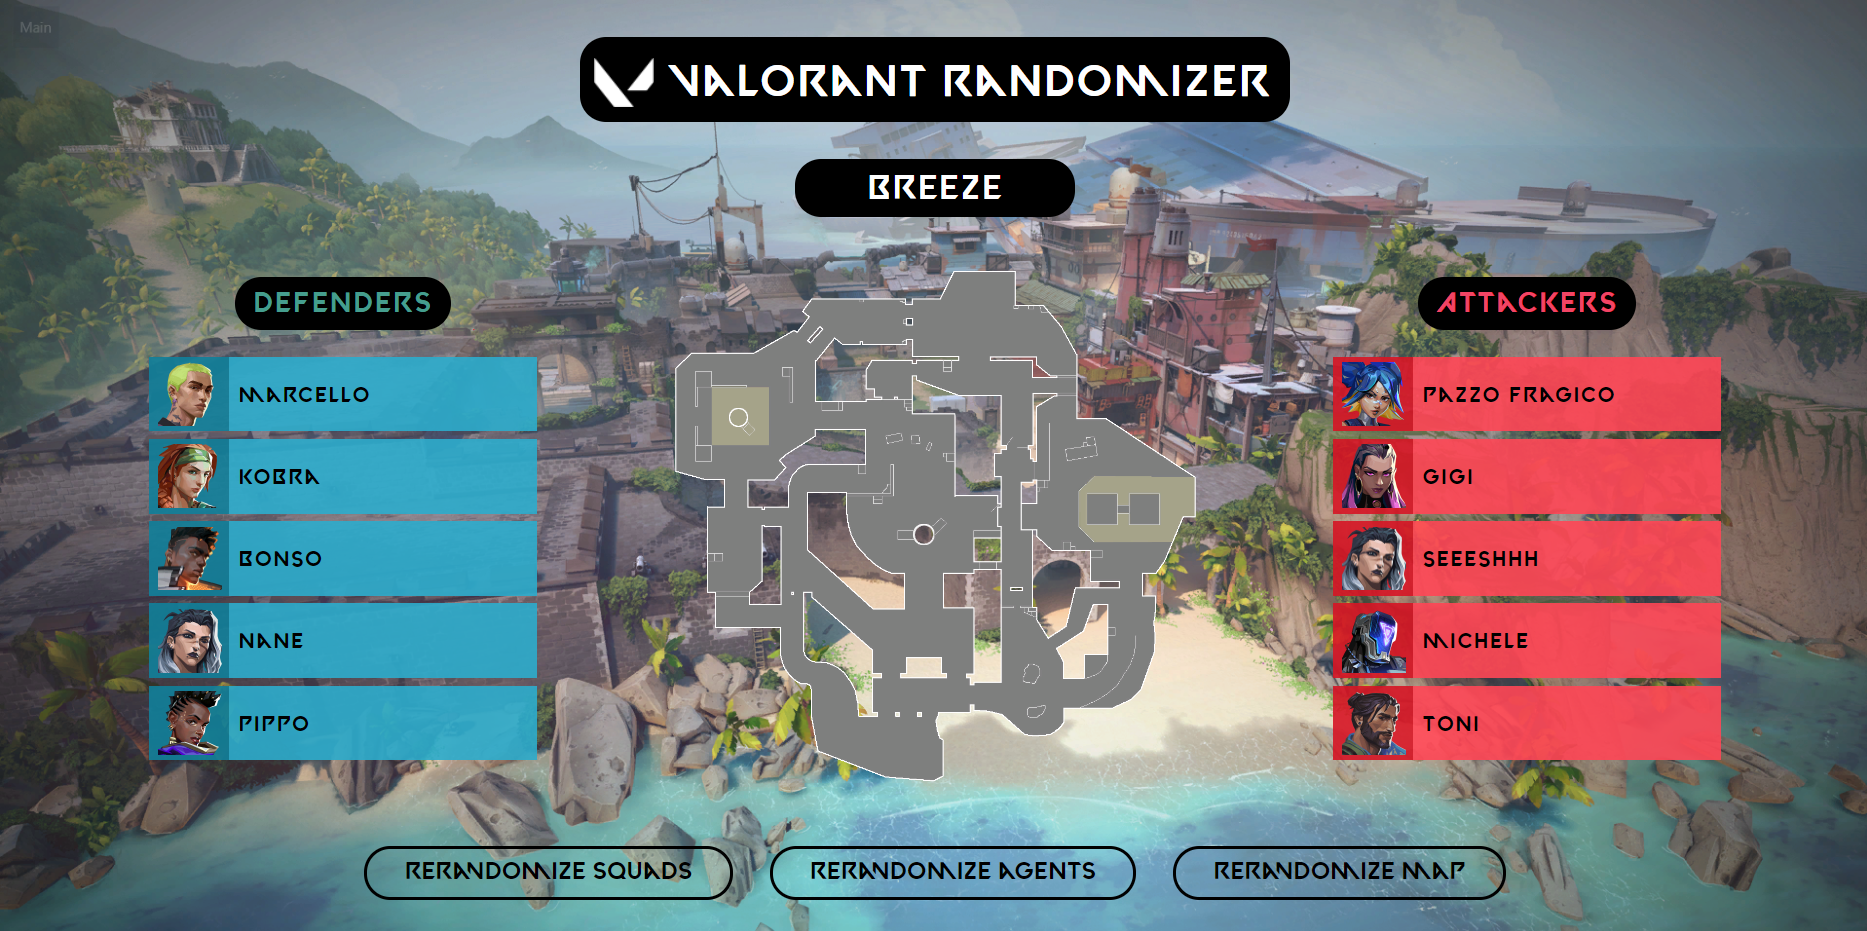 Main
VALORANT RANDOMIZER
BREEZE
DEFENDERS
MARCELLO
KOBRA
BONSO
NANE
PIPPO
ATTACKERS
PAZZO FRAGICO
GIGI
SEEESHHH
MICHELE
TONI
RERANDOMIZE SQUADS
RERANDOMIZE AGENTS
RERANDOMIZE MAP